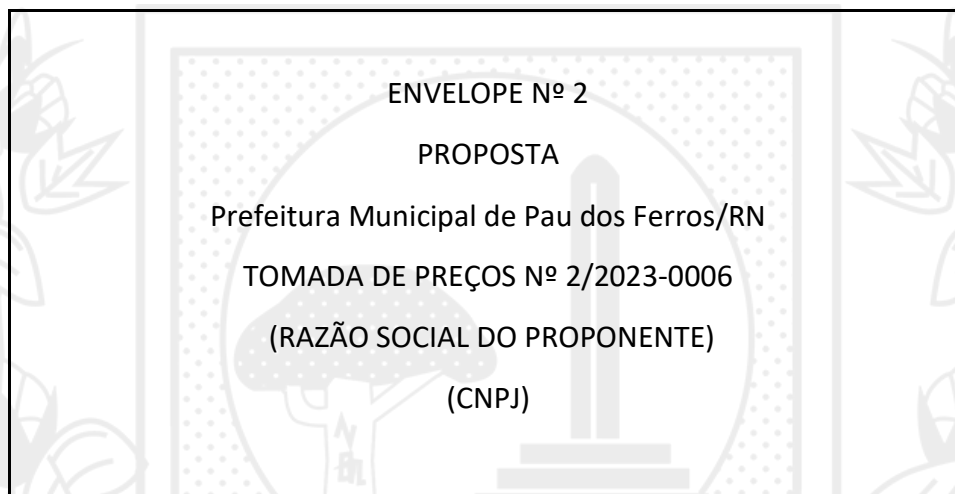 ENVELOPE Nº 2
PROPOSTA
Prefeitura Municipal de Pau dos Ferros/RN
TOMADA DE PREÇOS Nº 2/2023-0006
(RAZÃO SOCIAL DO PROPONENTE)
(CNPJ)